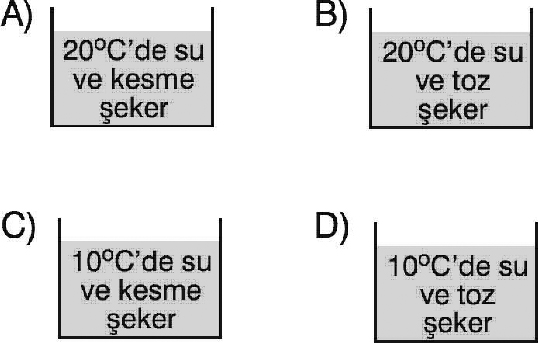 A)
20°C'de su
ve kesme
şeker
B)
20°C'de su
ve toz
şeker
C)
10°C'de su
ve kesme
şeker
D)
10°C'de su
ve toz
şeker